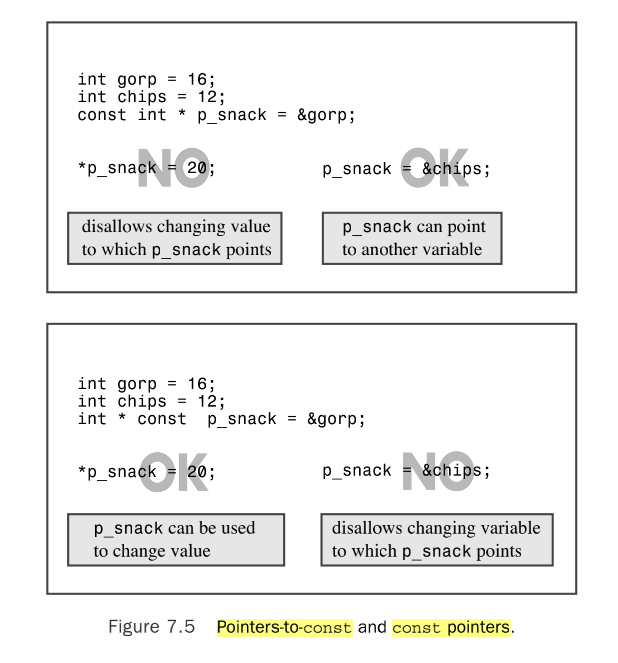 int gorp = 16;
int chips = 12;
const int * p_snack = &gorp;
NO OK
*p_snack = 20; p_snack = &chips;
disallows changing value p_snack can point
to which p_snack points to another variable
int gorp = 16;
int chips = 12;
int * const  p_snack = &gorp;
OK NO
*p_snack = 20; p_snack = &chips;
p_snack can be used disallows changing variable
to change value to which p_snack points
Figure 7.5 Pointers-to-const and const pointers.